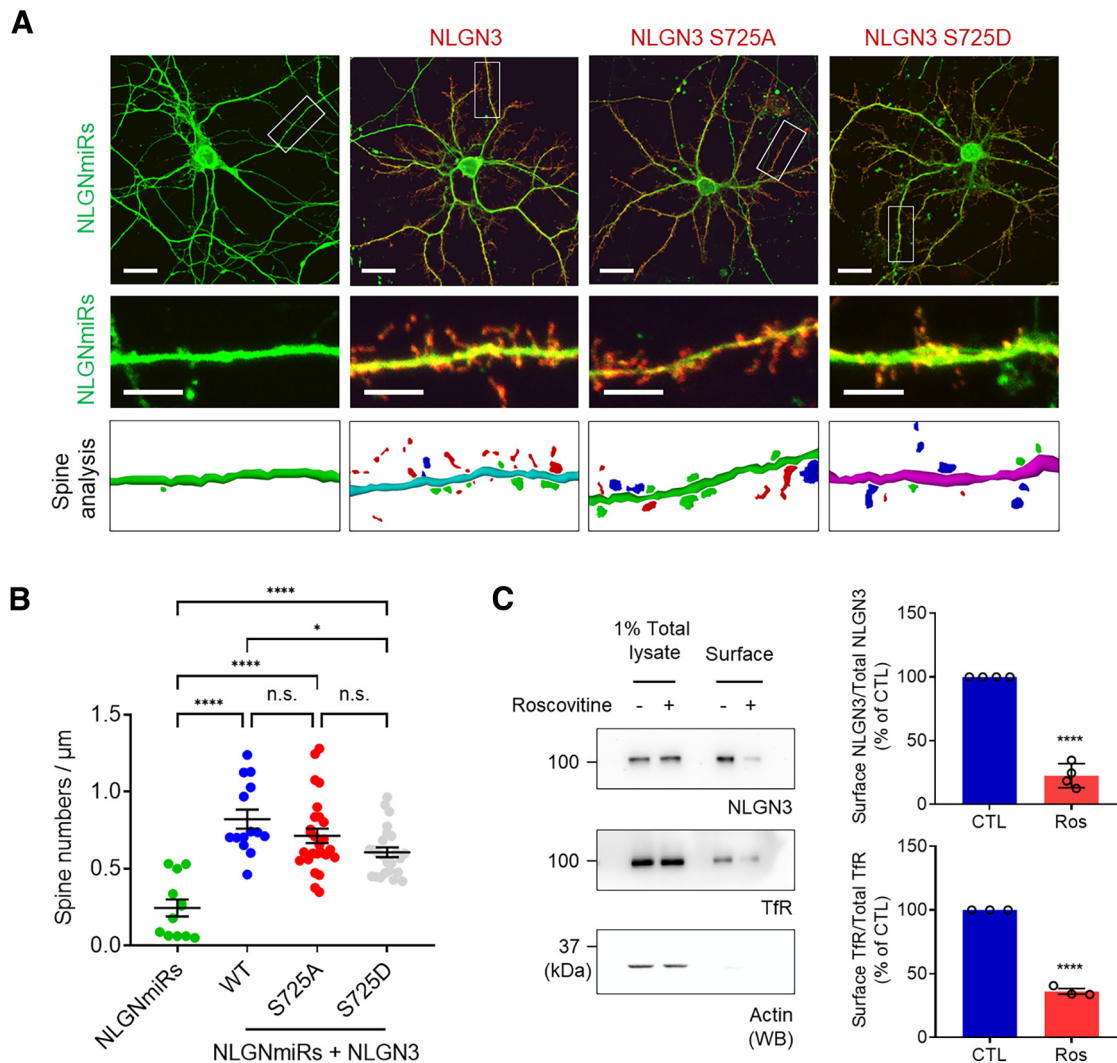 A
NLGN3
NLGN3 S725A
NLGN3 S725D
NLGNmiRs
NLGNmiRs
Spine
analysis
B
****
*
****
****
n.s.
n.s.
Spine numbers / μm
1.5
1.0
0.5
0.0
NLGNmiRs
WT
S725A
S725D
NLGNmiRs + NLGN3
C
1% Total
lysate
Surface
Roscovitine
- + - +
100
NLGN3
100
TfR
37
(kDa)
Actin
(WB)
Surface NLGN3/Total NLGN3
(% of CTL)
150
100
50
0
****
CTL
Ros
Surface TfR/Total TfR
(% of CTL)
150
100
50
0
****
CTL
Ros